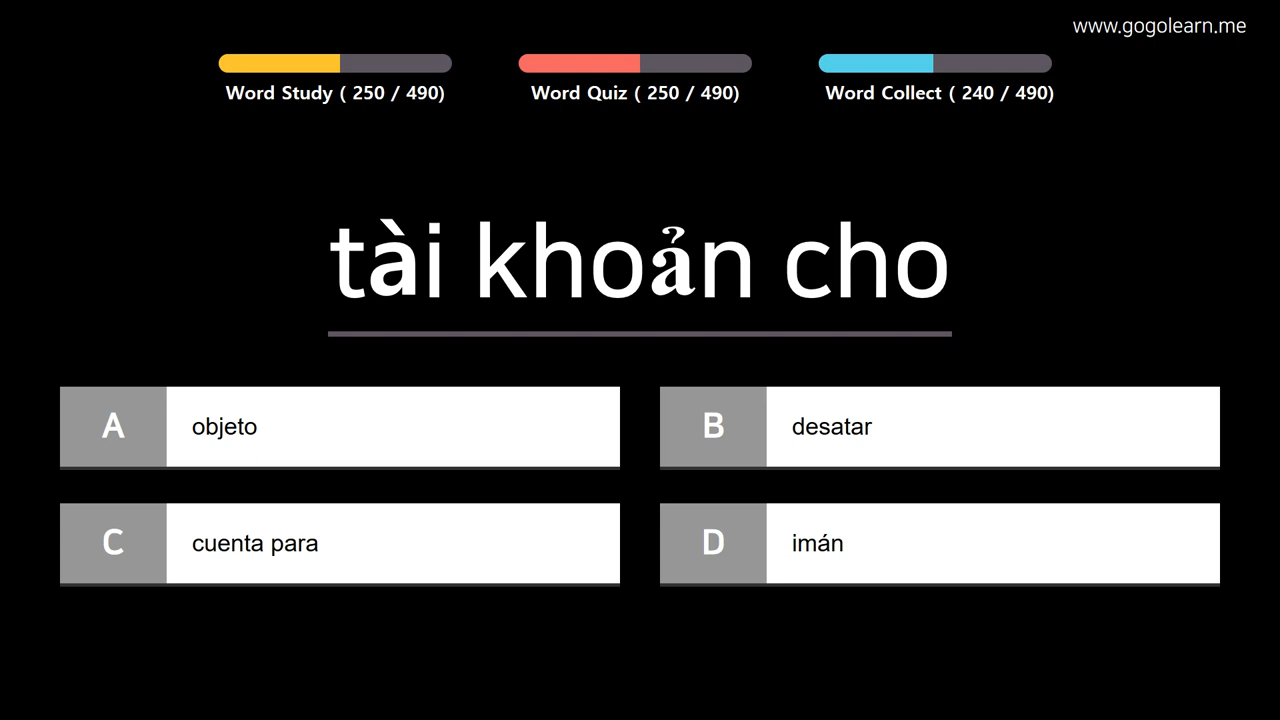 www.gogolearn.me
Word Study ( 250 / 490)
Word Quiz ( 250 / 490)
Word Collect ( 240 / 490)
tài khoản cho
A objeto
B desatar
C cuenta para
D imán